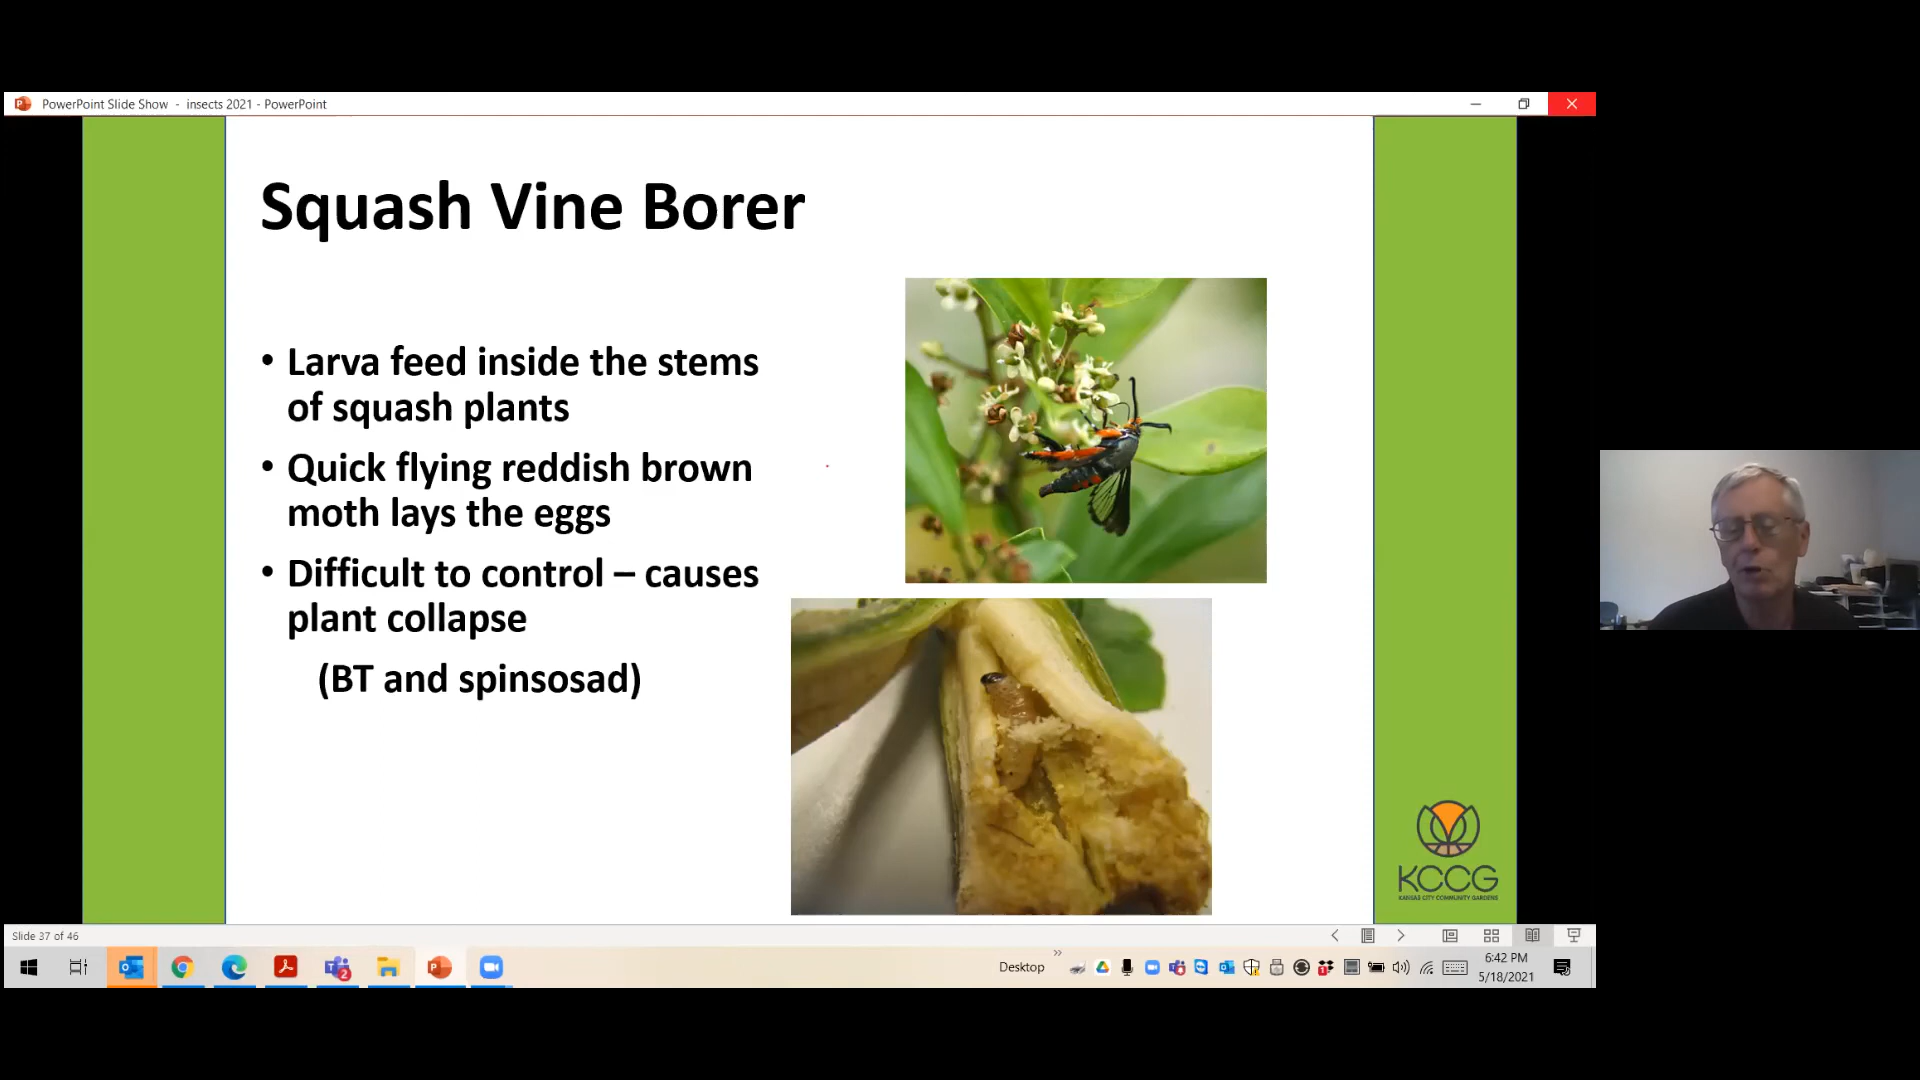 PowerPoint Slide Show - insects 2021 - PowerPoint
Squash Vine Borer
• Larva feed inside the stems
of squash plants
• Quick flying reddish brown
moth lays the eggs
• Difficult to control – causes
plant collapse
(BT and spinsosad)
KCCG
KANSAS CITY COMMUNITY GARDENS
Slide 37 of 46
2
Desktop
6:42 PM
5/18/2021